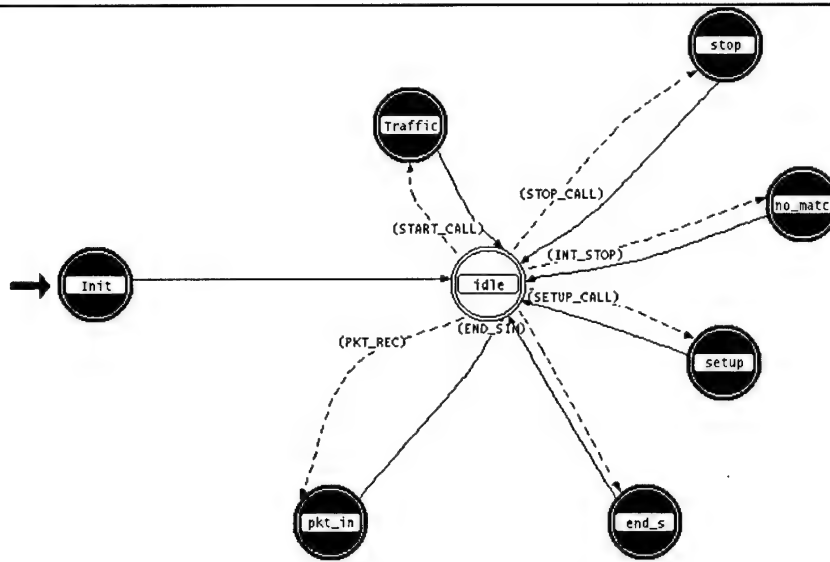 stop
Traffic
(STOP_CALL)
no_matc
(START_CALL)
(INT_STOP)
Init
idle
(SETUP_CALL)
(END_SIM)
(PKT_REC)
setup
pkt_in
end_s